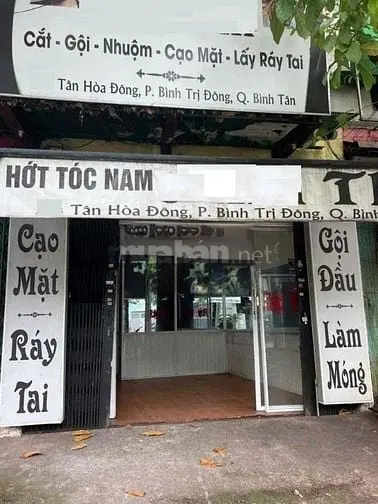 Cắt - Gội - Nhuộm - Cạo Mặt - Lấy Ráy Tai
Tân Hòa Đông, P. Bình Trị Đông, Q. Bình Tân
HỚT TÓC NAM
Tân Hòa Đông, P. Bình Trị Đông, Q. Bình
Cạo
Mặt
Ráy
Tai
Gội
Đầu
Làm
Móng